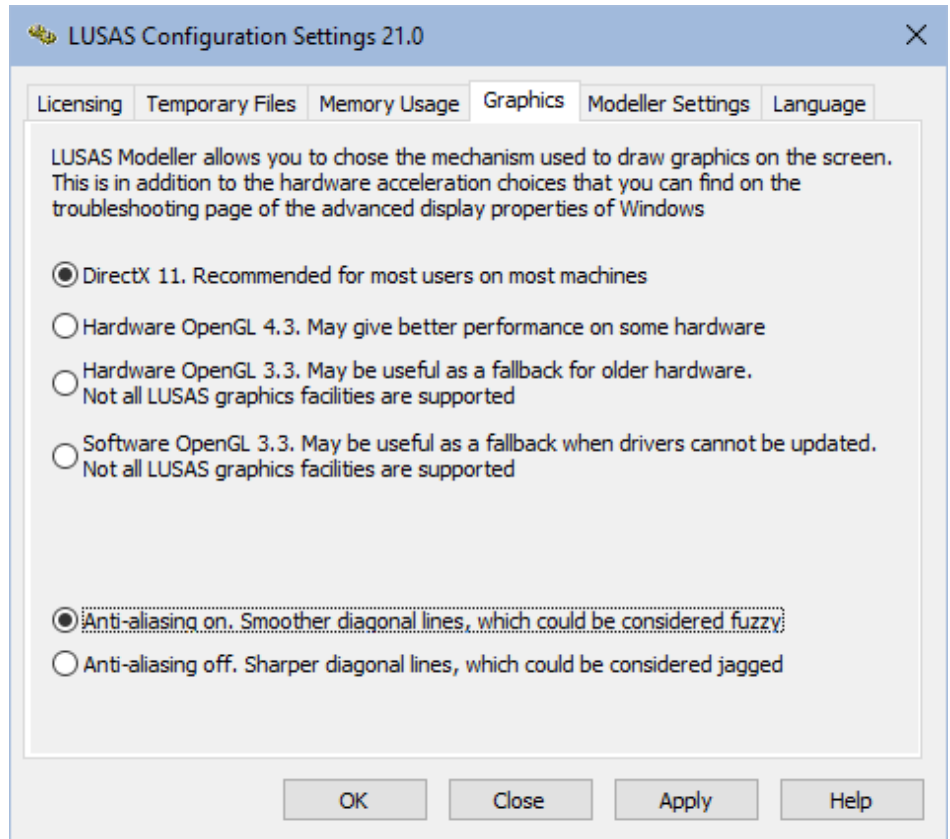 LUSAS Configuration Settings 21.0
Licensing Temporary Files Memory Usage Graphics Modeller Settings Language
LUSAS Modeller allows you to chose the mechanism used to draw graphics on the screen.
This is in addition to the hardware acceleration choices that you can find on the
troubleshooting page of the advanced display properties of Windows
DirectX 11. Recommended for most users on most machines
Hardware OpenGL 4.3. May give better performance on some hardware
Hardware OpenGL 3.3. May be useful as a fallback for older hardware.
Not all LUSAS graphics facilities are supported
Software OpenGL 3.3. May be useful as a fallback when drivers cannot be updated.
Not all LUSAS graphics facilities are supported
Anti-aliasing on. Smoother diagonal lines, which could be considered fuzzy
Anti-aliasing off. Sharper diagonal lines, which could be considered jagged
OK Close Apply Help